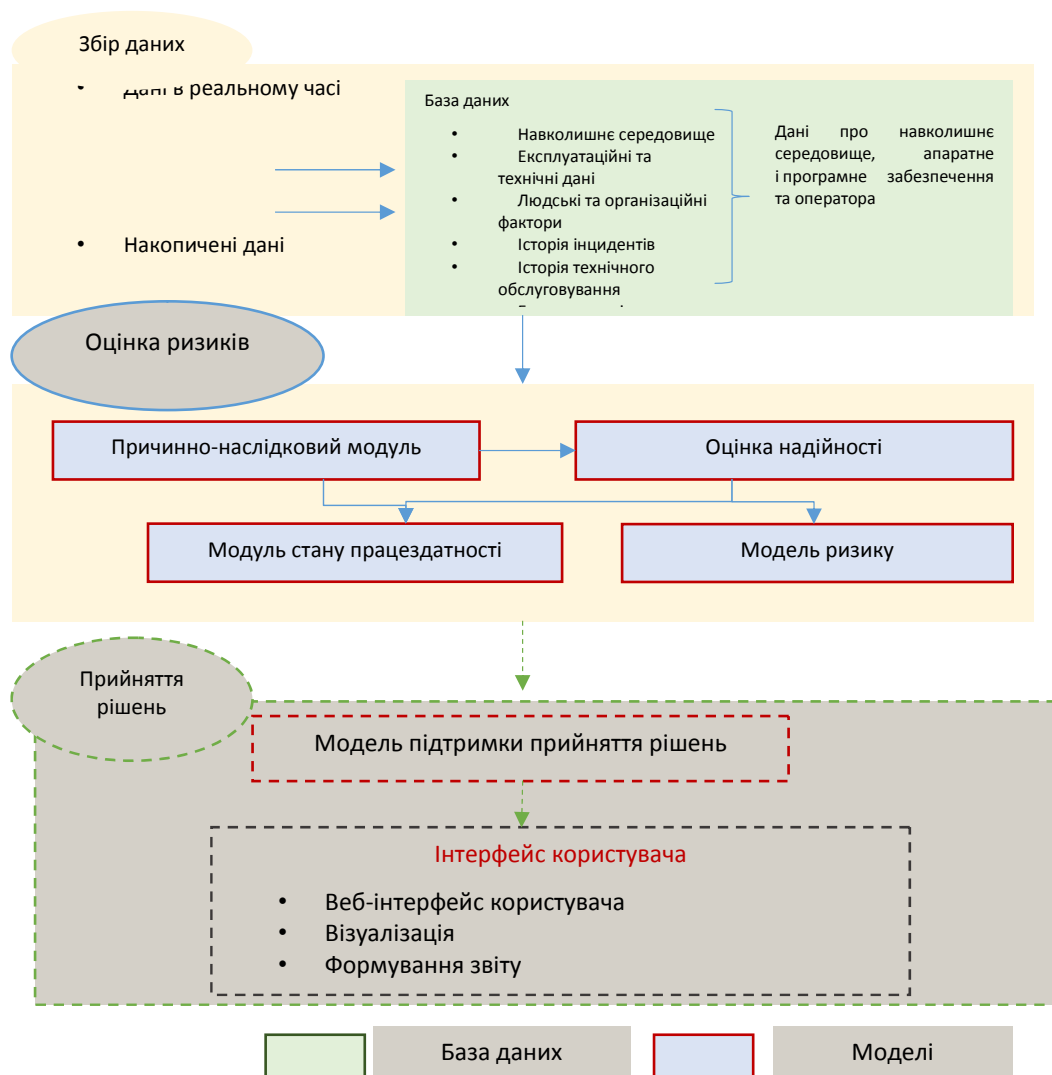 Збір даних
• Дані в реальному часі
• Накопичені дані
База даних
• Навколишнє середовище
• Експлуатаційні та
технічні дані
• Людські та організаційні
фактори
• Історія інцидентів
• Історія технічного
обслуговування
Дані про навколишнє
середовище, апаратне
і програмне забезпечення
та оператора
Оцінка ризиків
Причинно-наслідковий модуль
Оцінка надійності
Модуль стану працездатності
Модель ризику
Прийняття
рішень
Модель підтримки прийняття рішень
Інтерфейс користувача
• Веб-інтерфейс користувача
• Візуалізація
• Формування звіту
База даних
Моделі